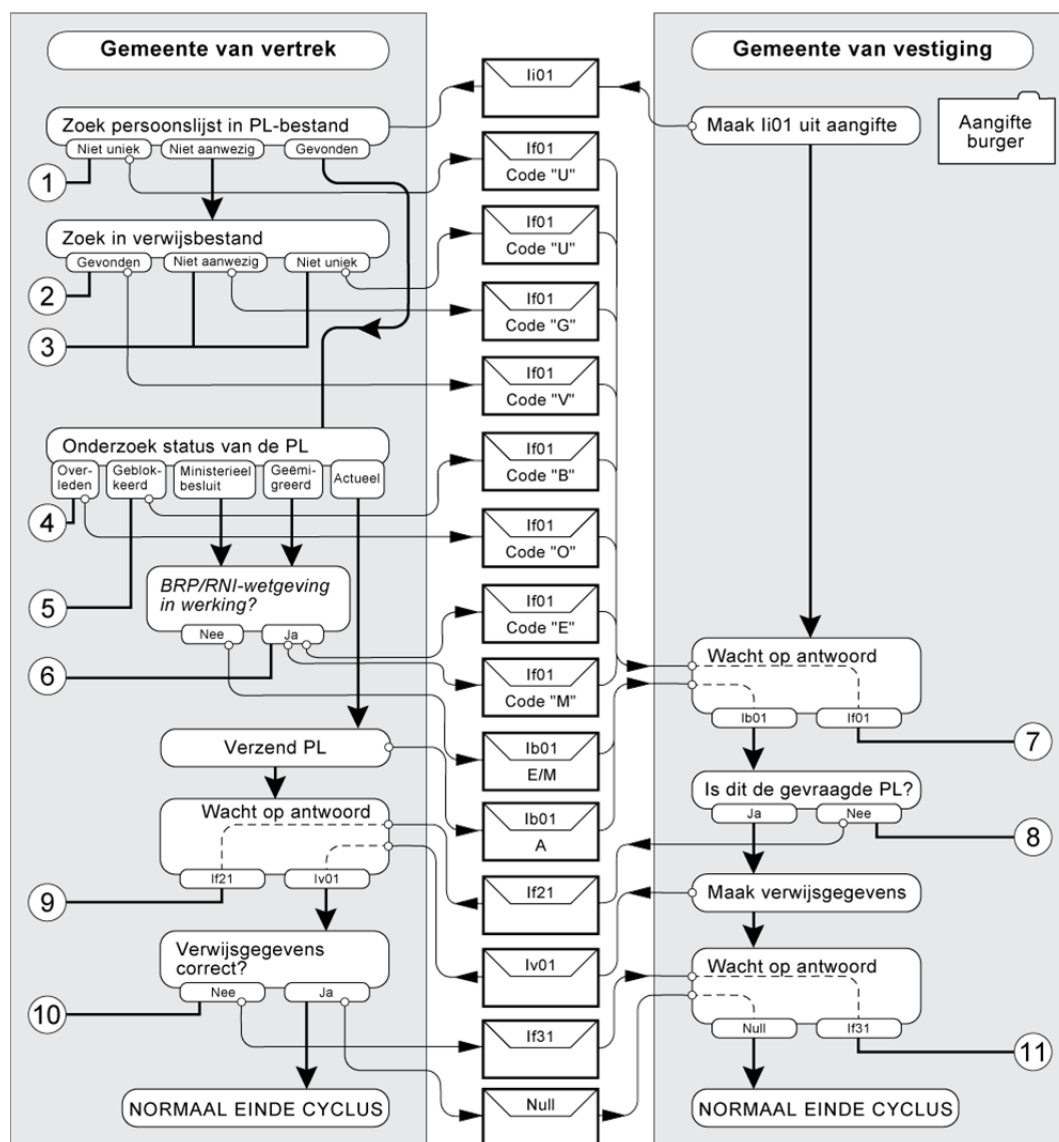 Gemeente van vertrek
Zoek persoonslijst in PL-bestand
Niet uniek
Niet aanwezig
Gevonden
1
Zoek in verwijsbestand
Gevonden
Niet aanwezig
Niet uniek
2
3
Onderzoek status van de PL
Over-
leden
Geblok-
keerd
Ministerieel
besluit
Geëmi-
greerd
Actueel
4
5
BRP/RNI-wetgeving
in werking?
Nee
Ja
6
Verzend PL
Wacht op antwoord
If21
Iv01
9
Verwijsgegevens
correct?
Nee
Ja
10
NORMAAL EINDE CYCLUS
Ii01
If01
Code "U"
If01
Code "U"
If01
Code "G"
If01
Code "V"
If01
Code "B"
If01
Code "O"
If01
Code "E"
If01
Code "M"
Ib01
E/M
Ib01
A
If21
Iv01
If31
Null
Gemeente van vestiging
Maak Ii01 uit aangifte
Aangifte
burger
Wacht op antwoord
Ib01
If01
7
Is dit de gevraagde PL?
Ja
Nee
8
Maak verwijsgegevens
Wacht op antwoord
Null
If31
11
NORMAAL EINDE CYCLUS